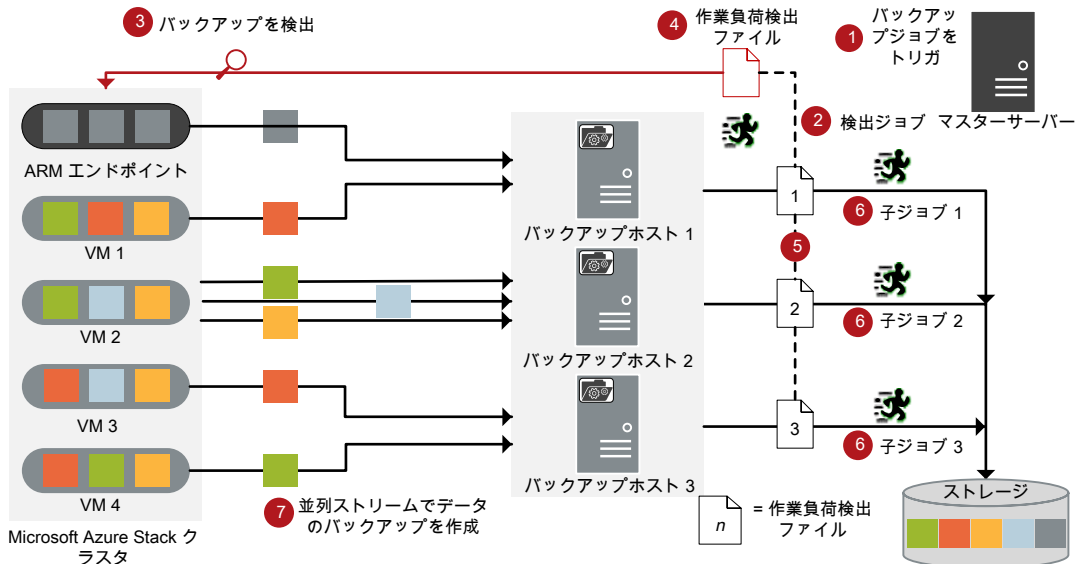 3 バックアップを検出
4 作業負荷検出
ファイル
1 バックアッ
プジョブを
トリガ
2 検出ジョブ
マスターサーバー
ARM エンドポイント
VM 1
VM 2
VM 3
VM 4
Microsoft Azure Stack ク
ラスタ
バックアップホスト 1
バックアップホスト 2
バックアップホスト 3
1
5
2
3
6 子ジョブ 1
6 子ジョブ 2
6 子ジョブ 3
7 並列ストリームでデータ
のバックアップを作成
n
= 作業負荷検出
ファイル
ストレージ